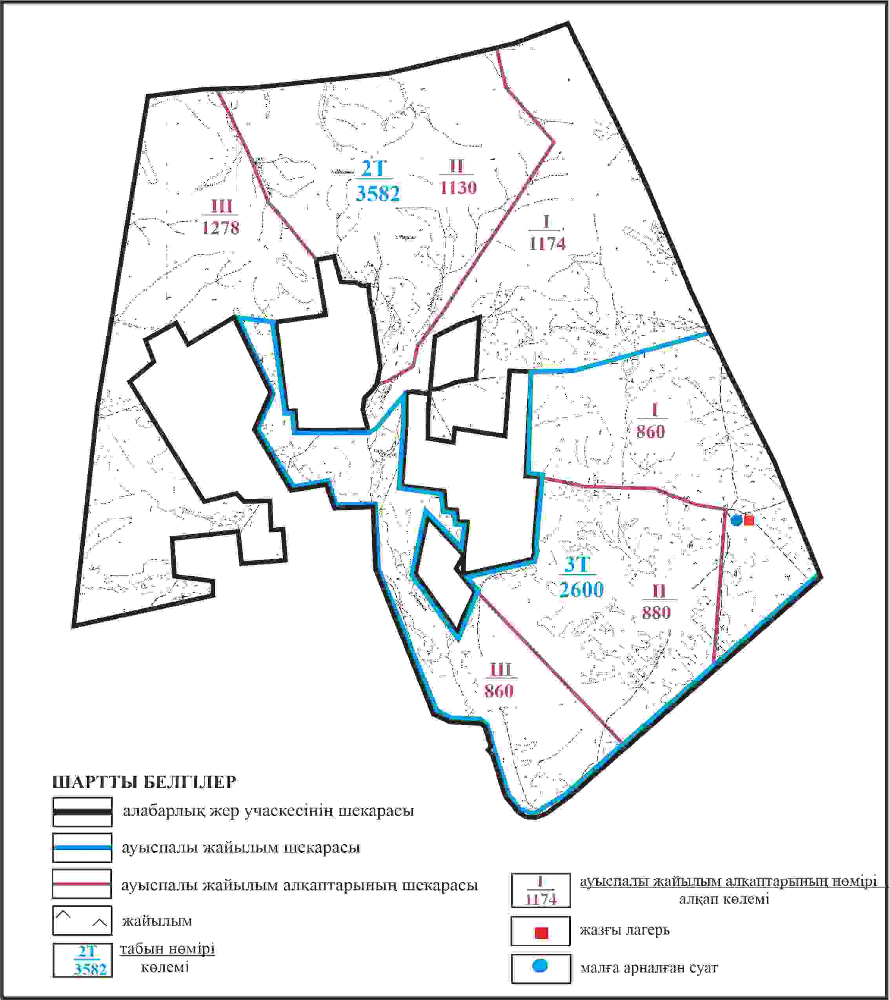 2Т
3582
II
1130
III
1278
I
1174
I
860
3Т
2600
II
880
III
860
ШАРТТЫ БЕЛГІЛЕР
алабарлық жер учаскесінің шекарасы
ауыспалы жайылым шекарасы
ауыспалы жайылым алқаптарының шекарасы
жайылым
2Т
3582
табын нөмірі
көлемі
I
1174
ауыспалы жайылым алқаптарының нөмірі
алқап көлемі
жазғы лагерь
малға арналған суат